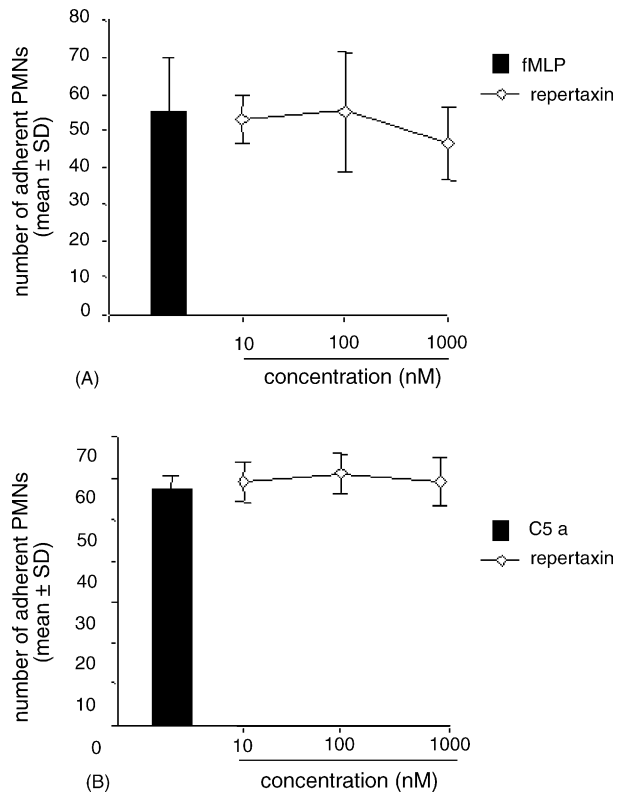 80
70
60
50
40
30
20
10
0
number of adherent PMNs
(mean ± SD)
fMLP
repertaxin
10 100 1000
concentration (nM)
(A)
70
60
50
40
30
20
10
0
number of adherent PMNs
(mean ± SD)
C5 a
repertaxin
10 100 1000
concentration (nM)
(B)